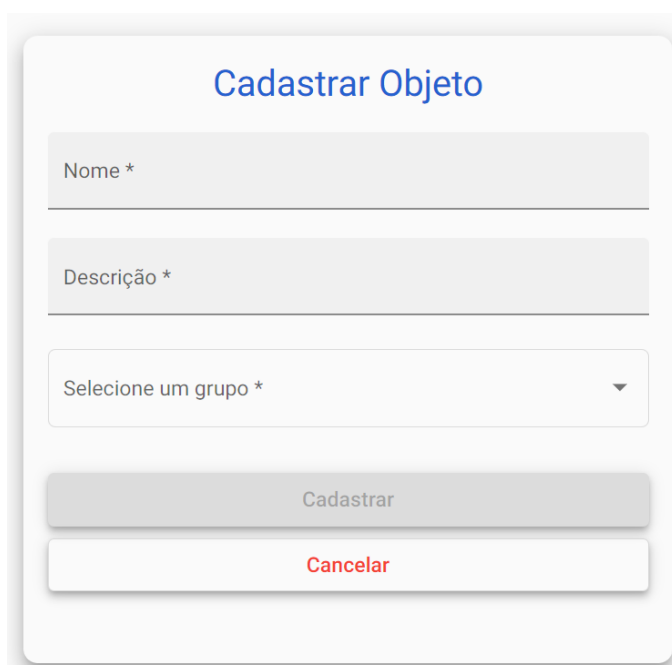 Cadastrar Objeto
Nome *
Descrição *
Selecione um grupo *
Cadastrar
Cancelar